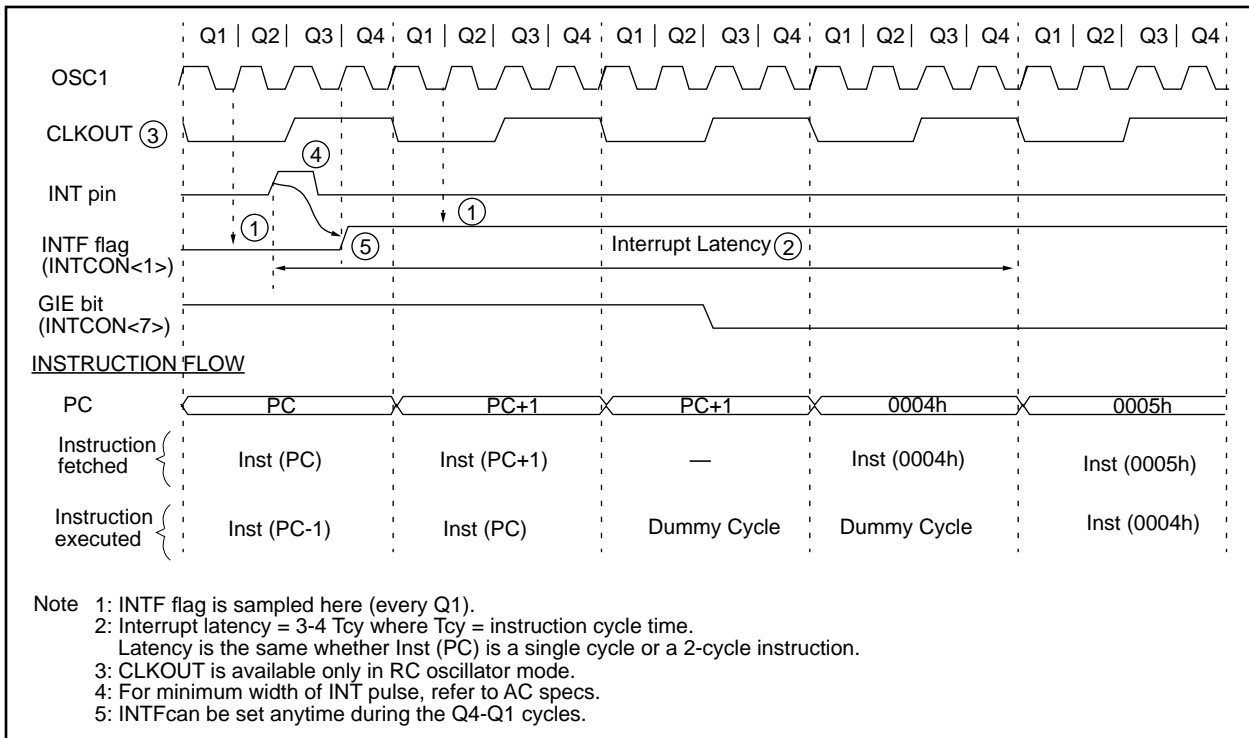 Q1 | Q2 | Q3 | Q4 Q1 | Q2 | Q3 | Q4 Q1 | Q2 | Q3 | Q4 Q1 | Q2 | Q3 | Q4 Q1 | Q2 | Q3 | Q4
OSC1
CLKOUT 3
4
INT pin
1 1
INTF flag
(INTCON<1>)
5
Interrupt Latency 2
GIE bit
(INTCON<7>)
INSTRUCTION FLOW
PC PC PC+1 PC+1 0004h 0005h
Instruction
fetched
Inst (PC) Inst (PC+1) — Inst (0004h) Inst (0005h)
Instruction
executed
Inst (PC-1) Inst (PC) Dummy Cycle Dummy Cycle Inst (0004h)
Note 1: INTF flag is sampled here (every Q1).
2: Interrupt latency = 3-4 Tcy where Tcy = instruction cycle time.
Latency is the same whether Inst (PC) is a single cycle or a 2-cycle instruction.
3: CLKOUT is available only in RC oscillator mode.
4: For minimum width of INT pulse, refer to AC specs.
5: INTFcan be set anytime during the Q4-Q1 cycles.